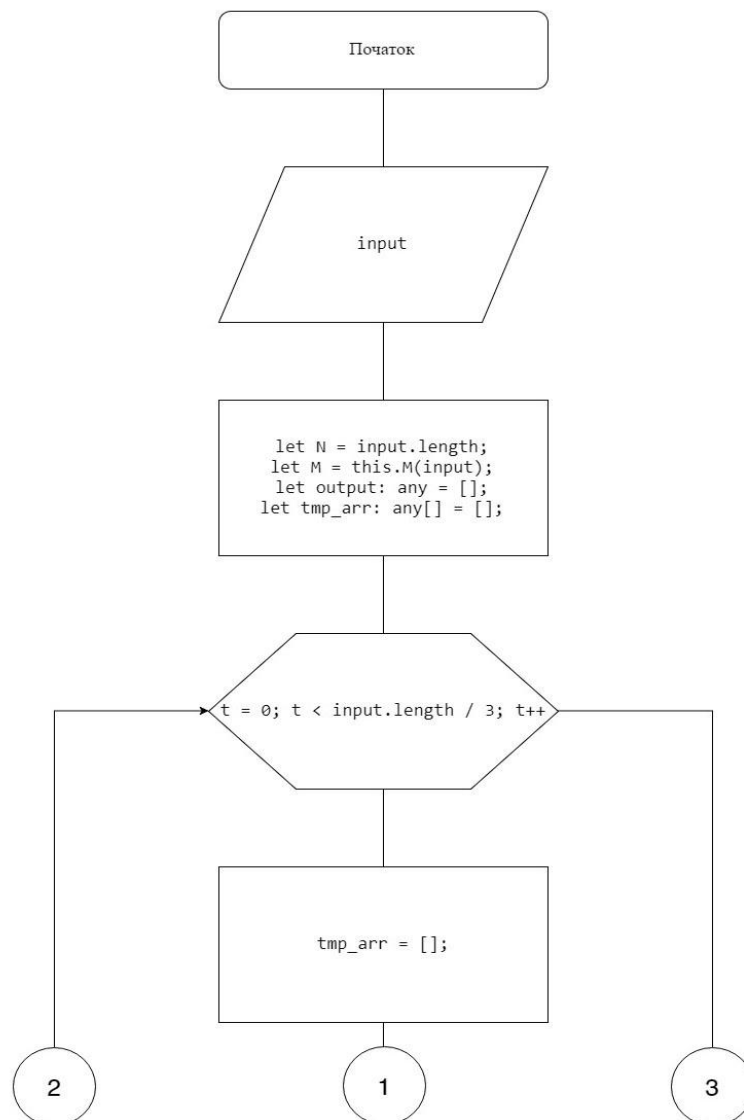 Початок
input
let N = input.length;
let M = this.M(input);
let output: any = [];
let tmp_arr: any[] = [];
t = 0; t < input.length / 3; t++
tmp_arr = [];
2
1
3